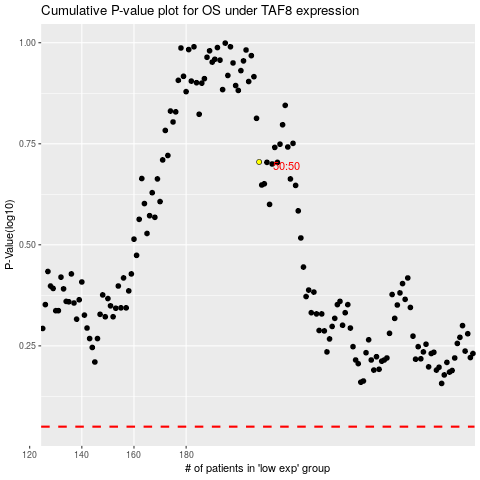 Cumulative P-value plot for OS under TAF8 expression
1.00
0.75
0.50
0.25
P-Value(log10)
50:50
120 140 160 180
# of patients in 'low exp' group